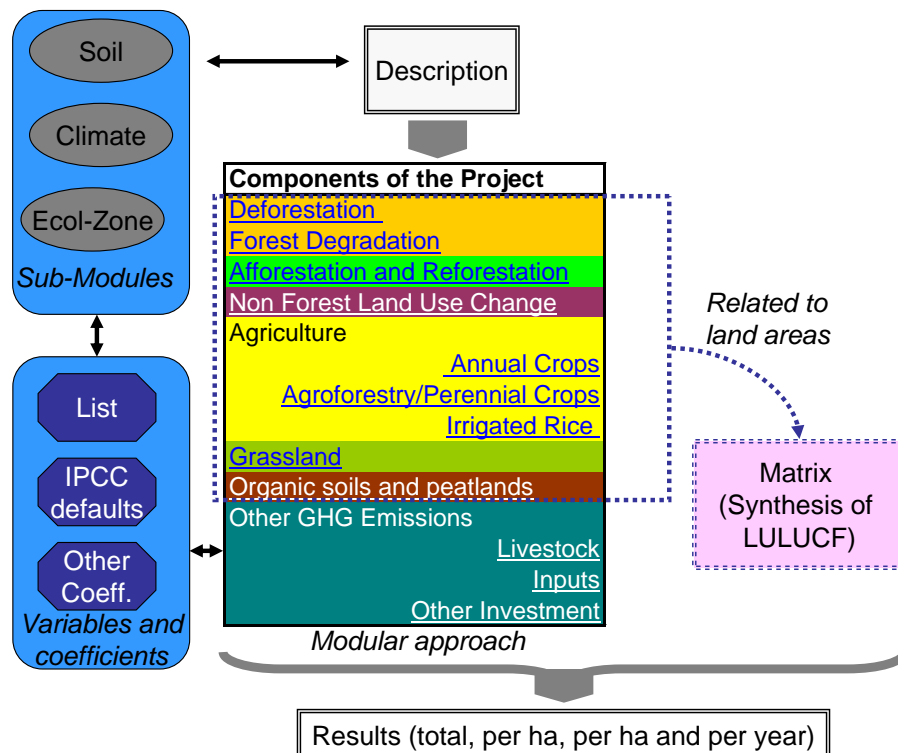 Soil
Climate
Ecol-Zone
Sub-Modules
Description
Components of the Project
Deforestation
Forest Degradation
Afforestation and Reforestation
Non Forest Land Use Change
Agriculture
Annual Crops
Agroforestry/Perennial Crops
Irrigated Rice
Grassland
Organic soils and peatlands
Other GHG Emissions
Livestock
Inputs
Other Investment
Modular approach
List
IPCC
defaults
Other
Coeff.
Variables and
coefficients
Related to
land areas
Matrix
(Synthesis of
LULUCF)
Results (total, per ha, per ha and per year)